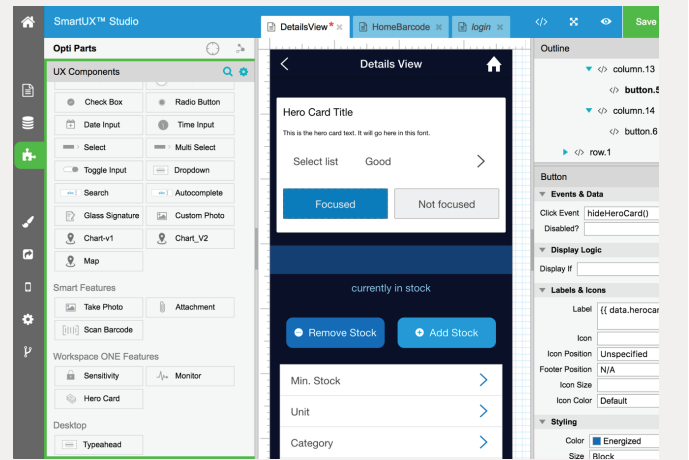 SmartUX™ Studio
DetailsView* ×
HomeBarcode ×
login ×
</>
Save
Opti Parts
UX Components
Check Box
Radio Button
Date Input
Time Input
Select
Multi Select
Toggle Input
Dropdown
Search
Autocomplete
Glass Signature
Custom Photo
Chart-v1
Chart_V2
Map
Smart Features
Take Photo
Attachment
Scan Barcode
Workspace ONE Features
Sensitivity
Monitor
Hero Card
Desktop
Typeahead
Details View
Hero Card Title
This is the hero card text. It will go here in this font.
Select list Good
Focused
Not focused
currently in stock
Remove Stock
Add Stock
Min. Stock
Unit
Category
Outline
</> column.13
</> button.5
</> column.14
</> button.6
</> row.1
Button
Events & Data
Click Event hideHeroCard()
Disabled?
Display Logic
Display If
Labels & Icons
Label {{ data.herocar
Icon
Icon Position Unspecified
Footer Position N/A
Icon Size
Icon Color Default
Styling
Color Energized
Size Block